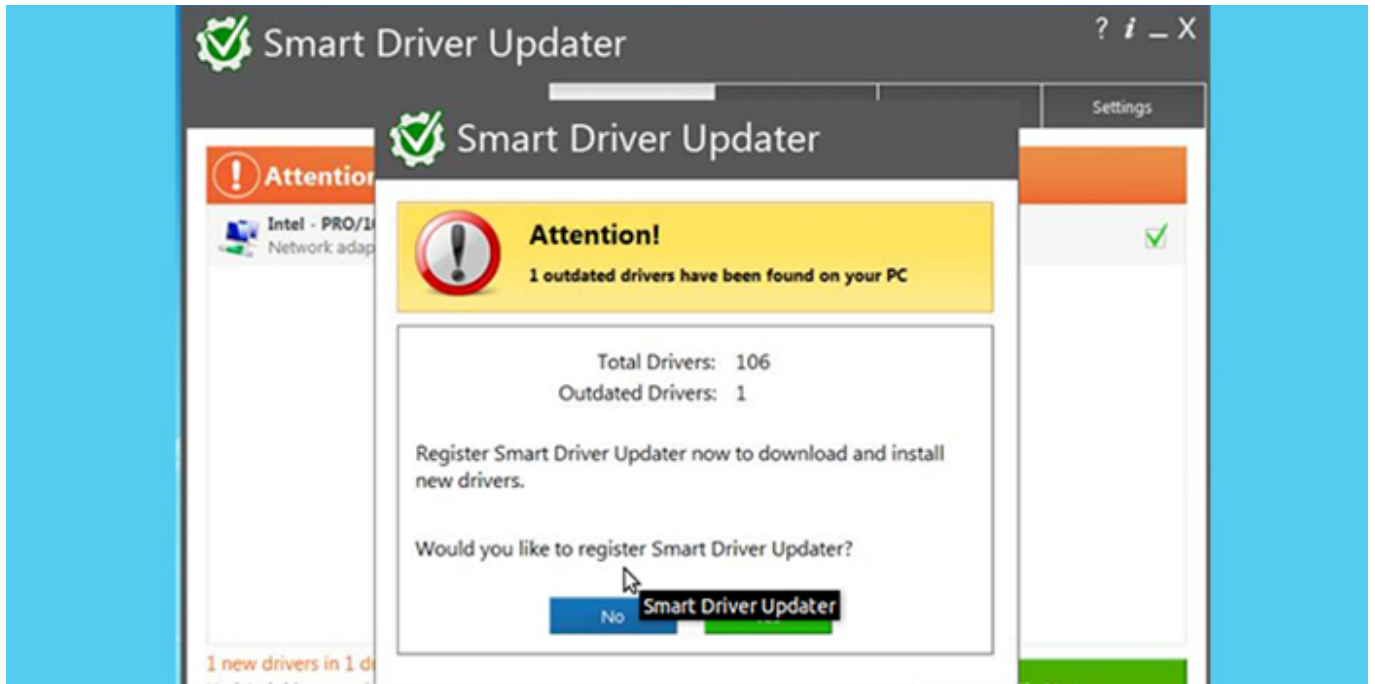 Smart Driver Updater
? i _ X
Settings
Smart Driver Updater
Attention
Attention!
1 outdated drivers have been found on your PC
Intel - PRO/1
Network adap
Total Drivers: 106
Outdated Drivers: 1
Register Smart Driver Updater now to download and install
new drivers.
Would you like to register Smart Driver Updater?
No
Smart Driver Updater
1 new drivers in 1 d